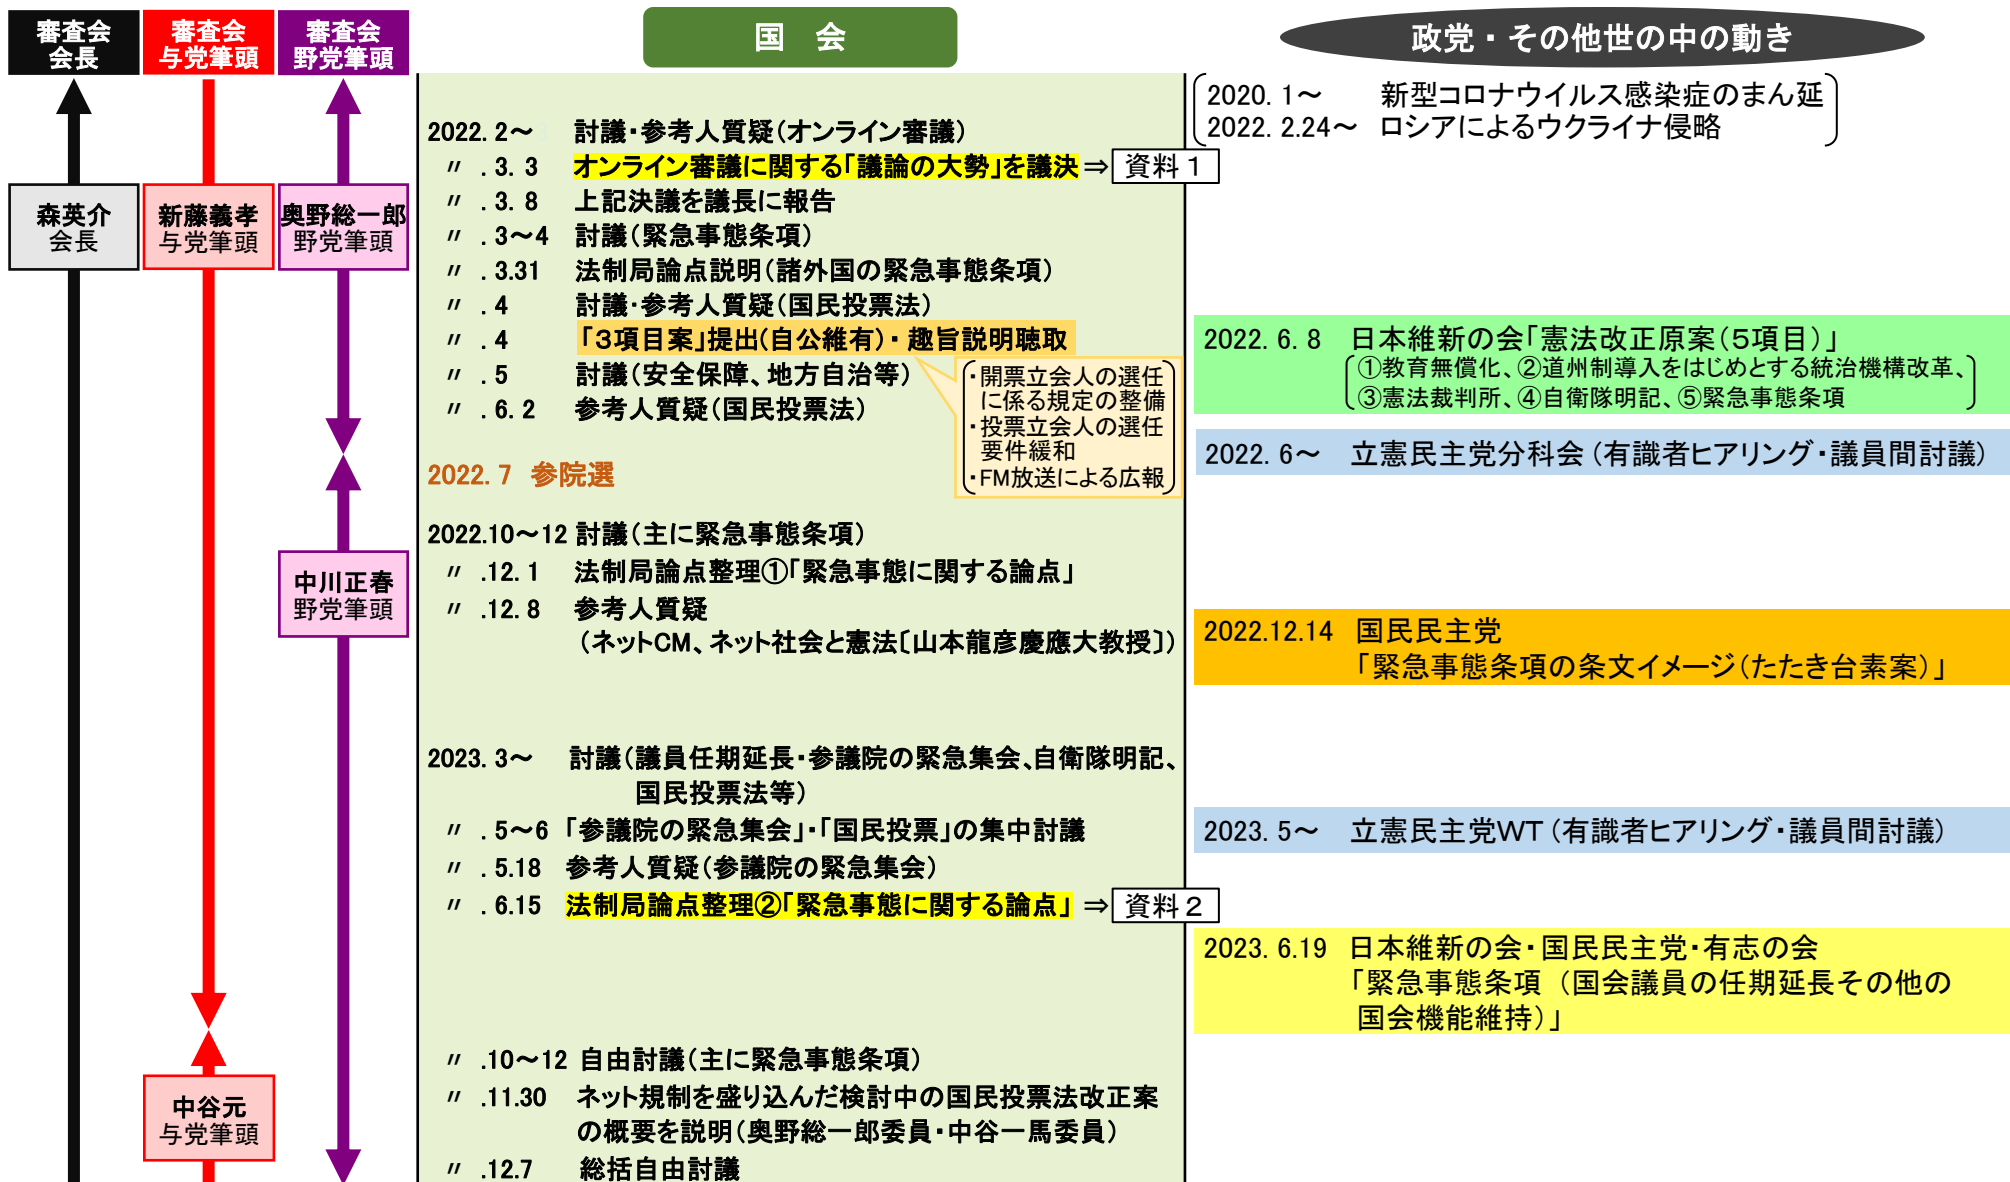 審査会
会長
審査会
与党筆頭
審査会
野党筆頭
国　会
政党・その他世の中の動き
森英介
会長
新藤義孝
与党筆頭
奥野総一郎
野党筆頭
中川正春
野党筆頭
中谷元
与党筆頭
2022. 2～　討議・参考人質疑（オンライン審議）
〃 . 3. 3　オンライン審議に関する「議論の大勢」を議決⇒ 資料１
〃 . 3. 8　上記決議を議長に報告
〃 . 3～4　討議（緊急事態条項）
〃 . 3.31　法制局論点説明（諸外国の緊急事態条項）
〃 . 4　討議・参考人質疑（国民投票法）
〃 . 4　「３項目案」提出（自公維有）・趣旨説明聴取
〃 . 5　討議（安全保障、地方自治等）
〃 . 6. 2　参考人質疑（国民投票法）
・開票立会人の選任
に係る規定の整備
・投票立会人の選任
要件緩和
・FM放送による広報
2022. 7　参院選
2022.10～12 討議（主に緊急事態条項）
〃 .12. 1　法制局論点整理①「緊急事態に関する論点」
〃 .12. 8　参考人質疑
（ネットCM、ネット社会と憲法〔山本龍彦慶應大教授〕）
2023. 3～　討議（議員任期延長・参議院の緊急集会、自衛隊明記、
国民投票法等）
〃 . 5～6 「参議院の緊急集会」・「国民投票」の集中討議
〃 . 5.18　参考人質疑（参議院の緊急集会）
〃 . 6.15　法制局論点整理②「緊急事態に関する論点」 ⇒ 資料２
〃 .10～12 自由討議（主に緊急事態条項）
〃 .11.30　ネット規制を盛り込んだ検討中の国民投票法改正案
の概要を説明（奥野総一郎委員・中谷一馬委員）
〃 .12.7　総括自由討議
2020. 1～　新型コロナウイルス感染症のまん延
2022. 2.24～　ロシアによるウクライナ侵略
2022. 6. 8　日本維新の会「憲法改正原案（５項目）」
①教育無償化、②道州制導入をはじめとする統治機構改革、
③憲法裁判所、④自衛隊明記、⑤緊急事態条項
2022. 6～　立憲民主党分科会（有識者ヒアリング・議員間討議）
2022.12.14　国民民主党
「緊急事態条項の条文イメージ（たたき台素案）」
2023. 5～　立憲民主党WT（有識者ヒアリング・議員間討議）
2023. 6.19　日本維新の会・国民民主党・有志の会
「緊急事態条項（国会議員の任期延長その他の
国会機能維持）」